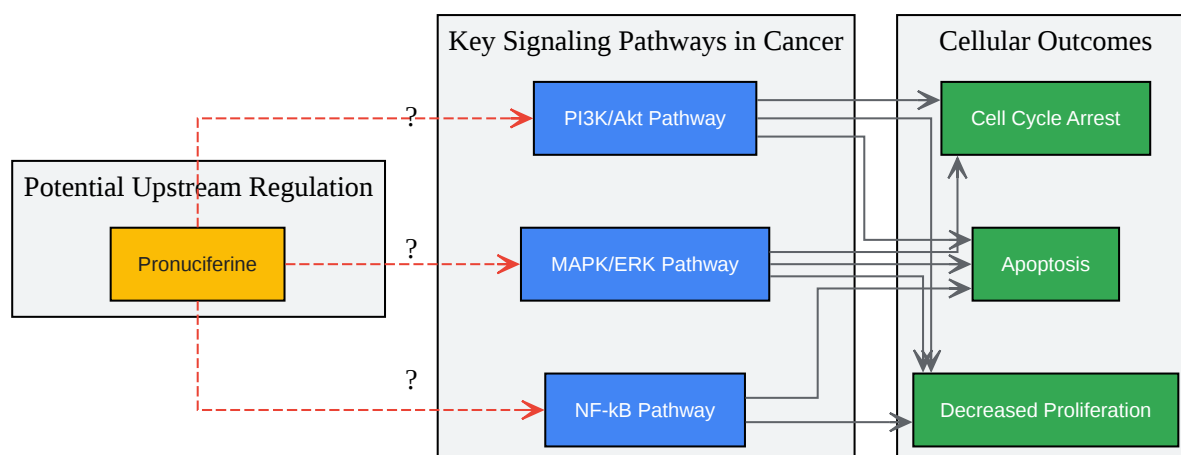 Key Signaling Pathways in Cancer
Cellular Outcomes
?
PI3K/Akt Pathway
Cell Cycle Arrest
Potential Upstream Regulation
Pronuciferine
?
MAPK/ERK Pathway
Apoptosis
?
NF-kB Pathway
Decreased Proliferation